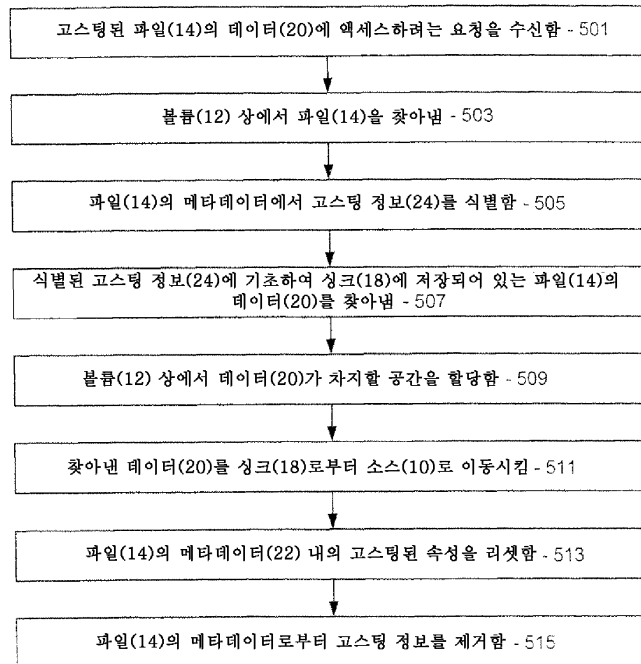 고스팅된 파일(14)의 데이터(20)에 액세스하려는 요청을 수신함 - 501
볼륨(12) 상에서 파일(14)을 찾아냄 - 503
파일(14)의 메타데이터에서 고스팅 정보(24)를 식별함 - 505
식별된 고스팅 정보(24)에 기초하여 싱크(18)에 저장되어 있는 파일(14)의
데이터(20)를 찾아냄 - 507
볼륨(12) 상에서 데이터(20)가 차지할 공간을 할당함 - 509
찾아낸 데이터(20)를 싱크(18)로부터 소스(10)로 이동시킴 - 511
파일(14)의 메타데이터(22) 내의 고스팅된 속성을 리셋함 - 513
파일(14)의 메타데이터로부터 고스팅 정보를 제거함 - 515